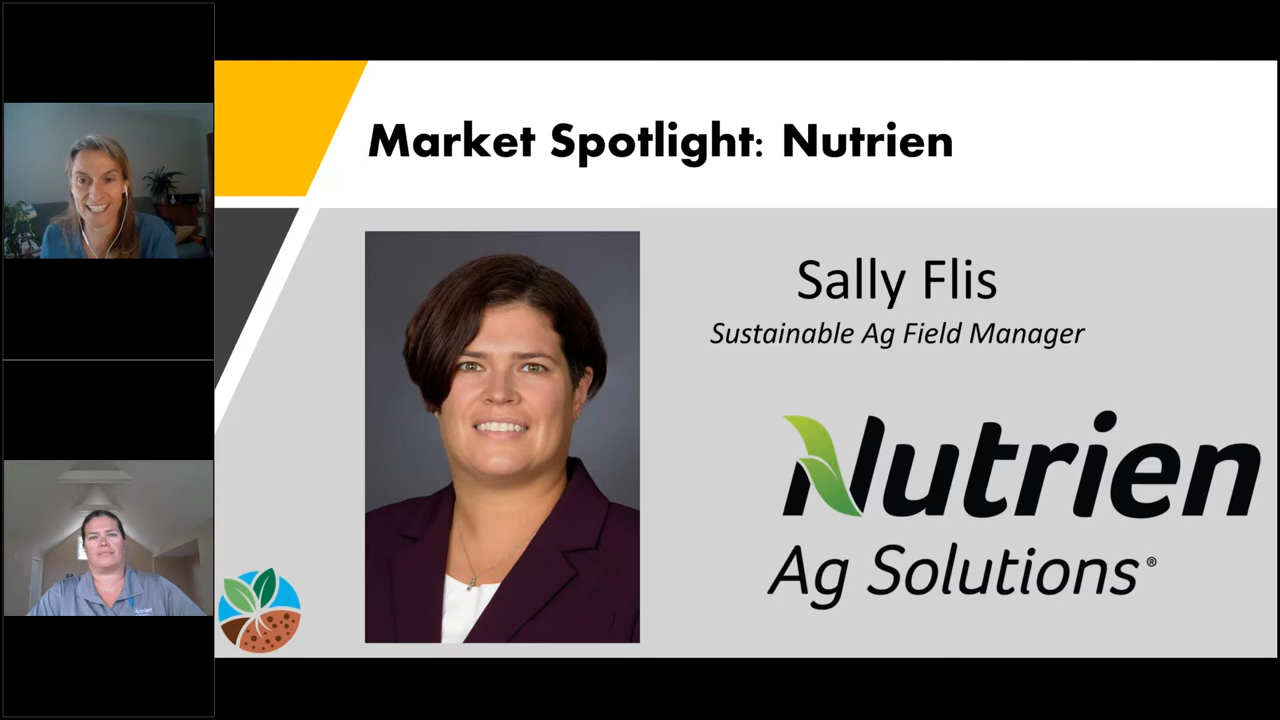 Market Spotlight: Nutrien
Sally Flis
Sustainable Ag Field Manager
Nutrien
Ag Solutions®